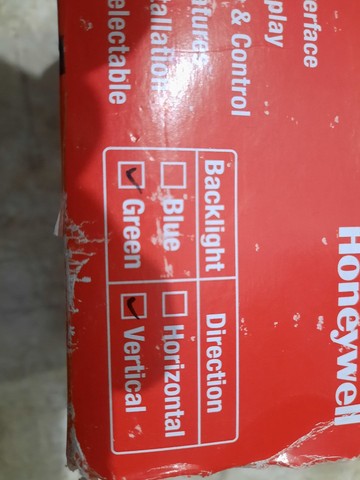 Honeywell
erface
play
& Control
atures
allation
electable
Backlight Direction
Blue Horizontal
Green Vertical